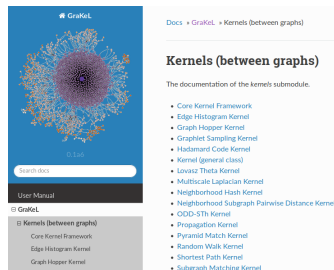 GraKeL
0.1a6
Search docs
User Manual
GraKeL
Kernels (between graphs)
Core Kernel Framework
Edge Histogram Kernel
Graph Hopper Kernel
Docs » GraKeL » Kernels (between graphs)
Kernels (between graphs)
The documentation of the kernels submodule.
Core Kernel Framework
Edge Histogram Kernel
Graph Hopper Kernel
Graphlet Sampling Kernel
Hadamard Code Kernel
Kernel (general class)
Lovasz Theta Kernel
Multiscale Laplacian Kernel
Neighborhood Hash Kernel
Neighborhood Subgraph Pairwise Distance Kernel
ODD-STh Kernel
Propagation Kernel
Pyramid Match Kernel
Random Walk Kernel
Shortest Path Kernel
Subgraph Matching Kernel